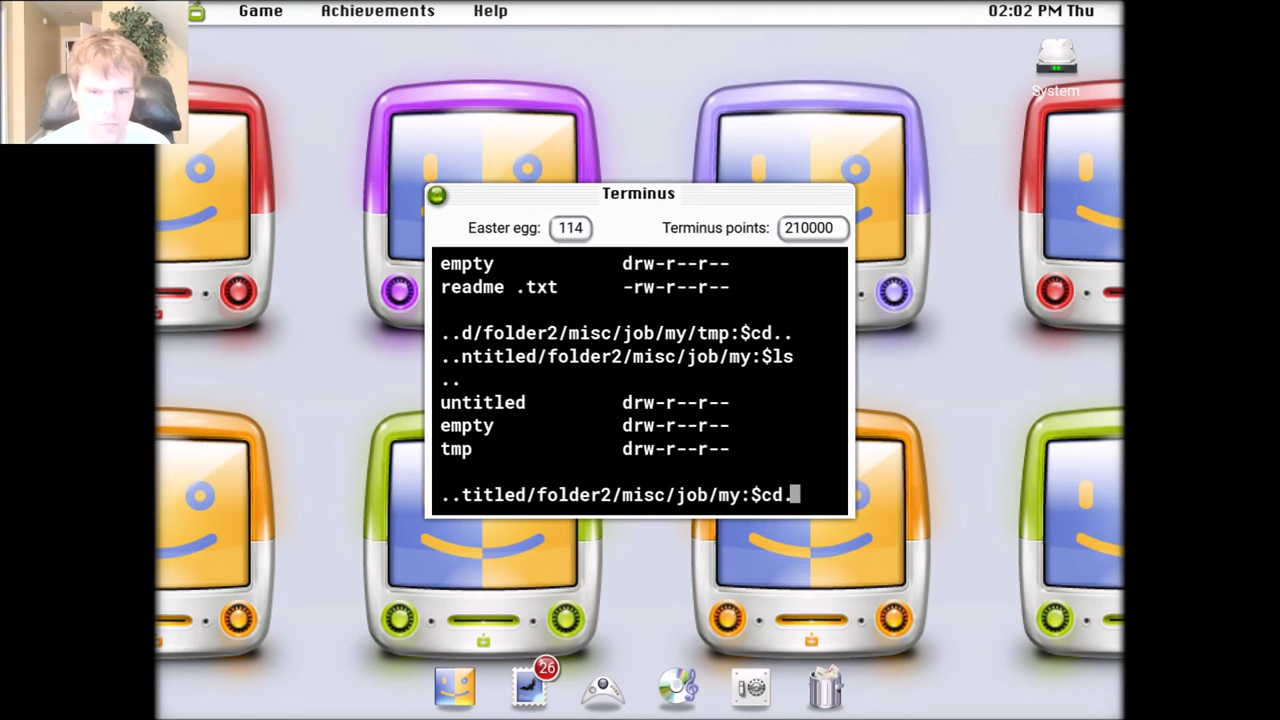 Game Achievements Help 02:02 PM Thu
System
Terminus
Easter egg: 114 Terminus points: 210000
empty drw-r--r--
readme .txt -rw-r--r--
..d/folder2/misc/job/my/tmp:$cd..
..ntitled/folder2/misc/job/my:$ls
..
untitled drw-r--r--
empty drw-r--r--
tmp drw-r--r--
..titled/folder2/misc/job/my:$cd.
26